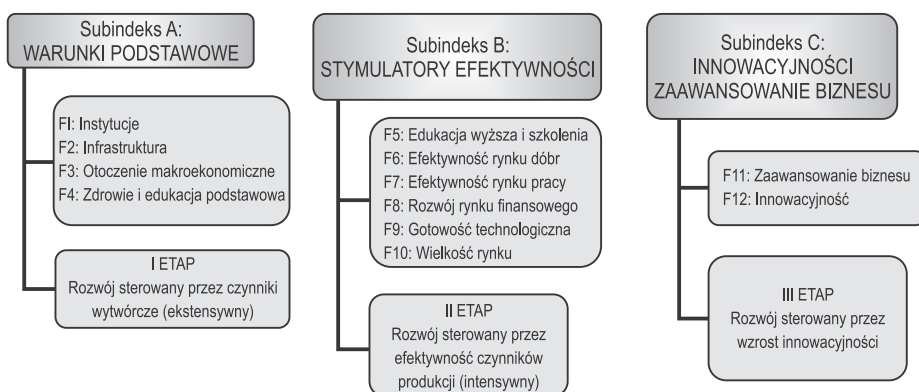 Subindeks A:
WARUNKI PODSTAWOWE
FI: Instytucje
F2: Infrastruktura
F3: Otoczenie makroekonomiczne
F4: Zdrowie i edukacja podstawowa
I ETAP
Rozwój sterowany przez czynniki
wytwórcze (ekstensywny)
Subindeks B:
STYMULATORY EFEKTYWNOŚCI
F5: Edukacja wyższa i szkolenia
F6: Efektywność rynku dóbr
F7: Efektywność rynku pracy
F8: Rozwój rynku finansowego
F9: Gotowość technologiczna
F10: Wielkość rynku
II ETAP
Rozwój sterowany przez
efektywność czynników
produkcji (intensywny)
Subindeks C:
INNOWACYJNOŚCI
ZAAWANSOWANIE BIZNESU
F11: Zaawansowanie biznesu
F12: Innowacyjność
III ETAP
Rozwój sterowany przez
wzrost innowacyjności